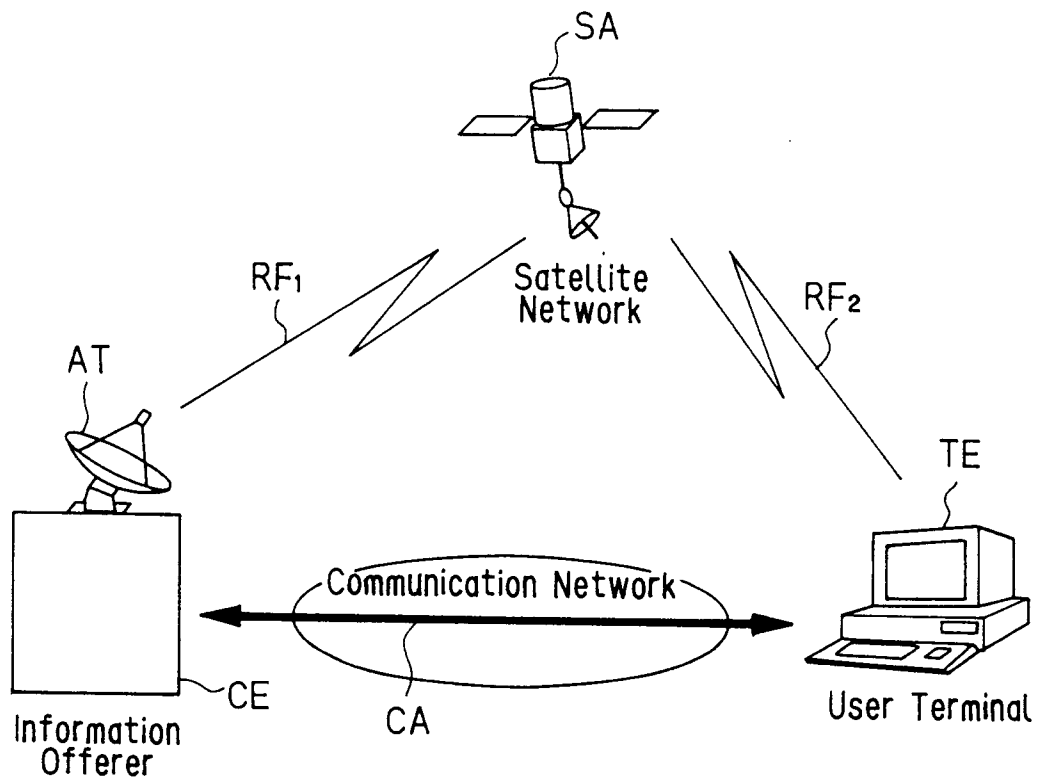 SA
Satellite
Network
RF1
RF2
AT
TE
Communication Network
CE
CA
User Terminal
Information
Offerer